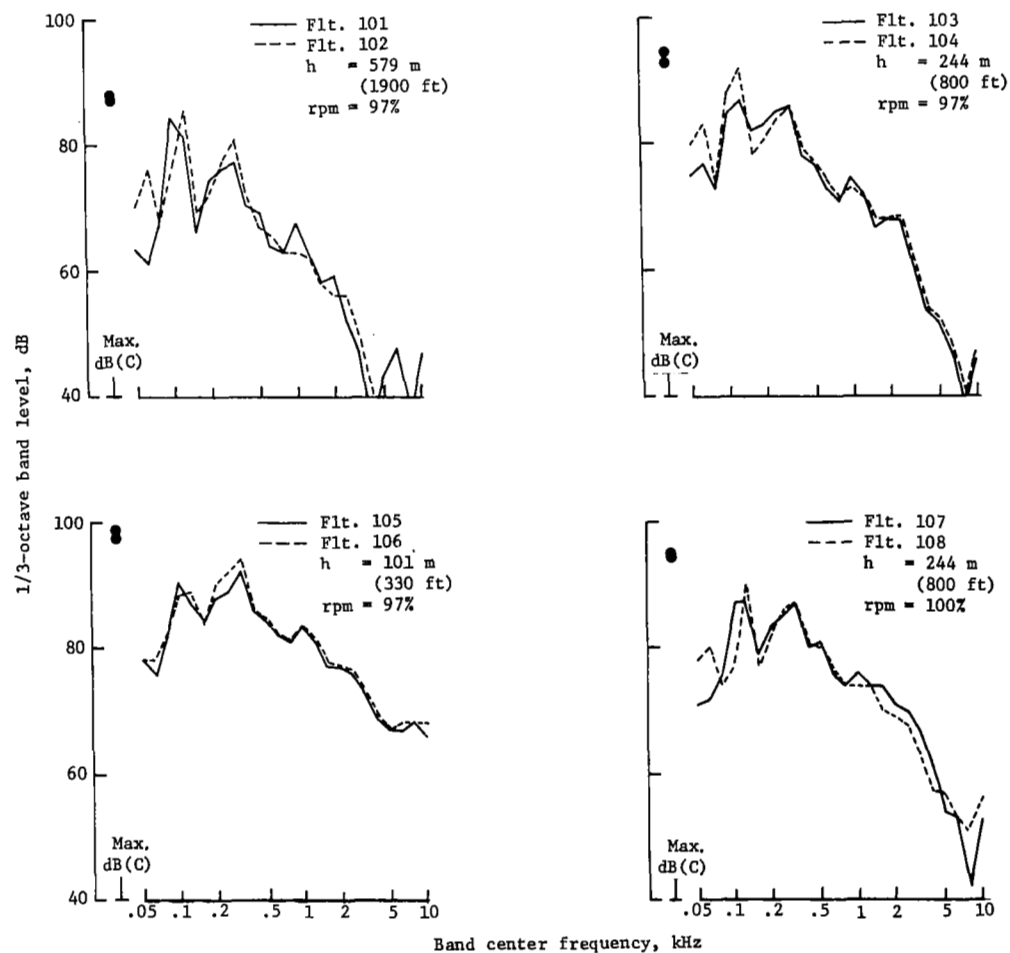 1/3-octave band level, dB
100
80
60
40
Max.
dB(C)
Flt. 101
Flt. 102
h = 579 m
(1900 ft)
rpm = 97%
Max.
dB(C)
Flt. 103
Flt. 104
h = 244 m
(800 ft)
rpm = 97%
100
80
60
40
Max.
dB(C)
Flt. 105
Flt. 106
h = 101 m
(330 ft)
rpm = 97%
.05 .1 .2 .5 1 2 5 10
Max.
dB(C)
Flt. 107
Flt. 108
h = 244 m
(800 ft)
rpm = 100%
.05 .1 .2 .5 1 2 5 10
Band center frequency, kHz